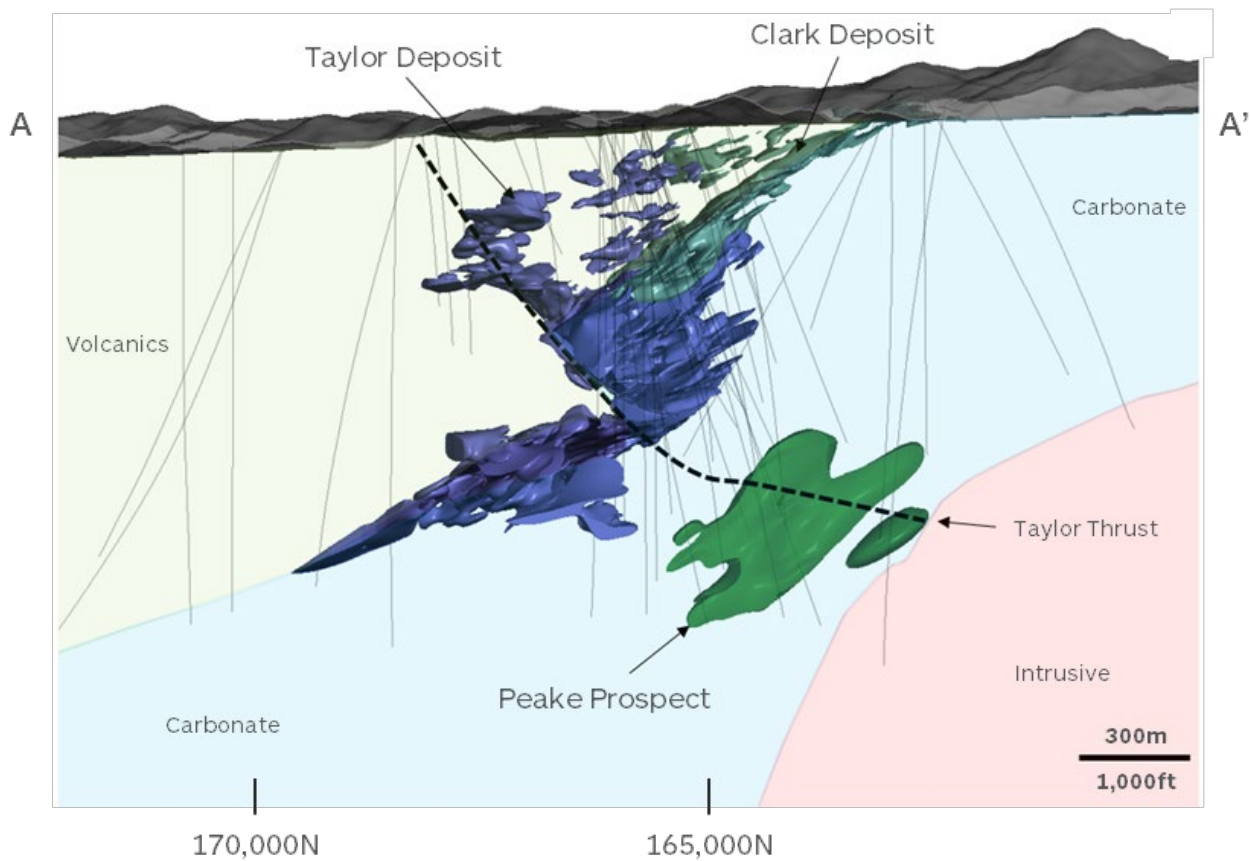 Clark Deposit
Taylor Deposit
A
A'
Carbonate
Volcanics
Taylor Thrust
Intrusive
Peake Prospect
Carbonate
300m
1,000ft
170,000N
165,000N